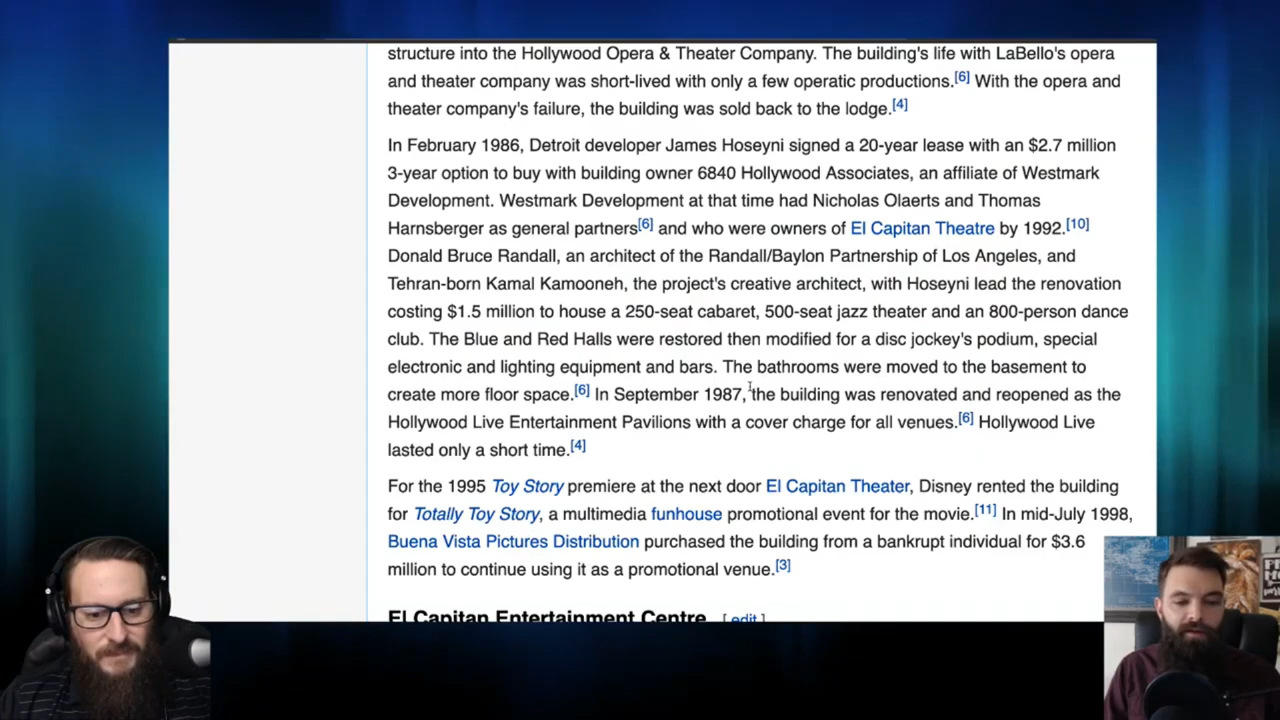 structure into the Hollywood Opera & Theater Company. The building's life with LaBello's opera
and theater company was short-lived with only a few operatic productions.[6] With the opera and
theater company's failure, the building was sold back to the lodge.[4]
In February 1986, Detroit developer James Hoseyni signed a 20-year lease with an $2.7 million
3-year option to buy with building owner 6840 Hollywood Associates, an affiliate of Westmark
Development. Westmark Development at that time had Nicholas Olaerts and Thomas
Harnsberger as general partners[6] and who were owners of El Capitan Theatre by 1992.[10]
Donald Bruce Randall, an architect of the Randall/Baylon Partnership of Los Angeles, and
Tehran-born Kamal Kamooneh, the project's creative architect, with Hoseyni lead the renovation
costing $1.5 million to house a 250-seat cabaret, 500-seat jazz theater and an 800-person dance
club. The Blue and Red Halls were restored then modified for a disc jockey's podium, special
electronic and lighting equipment and bars. The bathrooms were moved to the basement to
create more floor space.[6] In September 1987, the building was renovated and reopened as the
Hollywood Live Entertainment Pavilions with a cover charge for all venues.[6] Hollywood Live
lasted only a short time.[4]
For the 1995 Toy Story premiere at the next door El Capitan Theater, Disney rented the building
for Totally Toy Story, a multimedia funhouse promotional event for the movie.[11] In mid-July 1998,
Buena Vista Pictures Distribution purchased the building from a bankrupt individual for $3.6
million to continue using it as a promotional venue.[3]
El Capitan Entertainment Centre [ edit ]